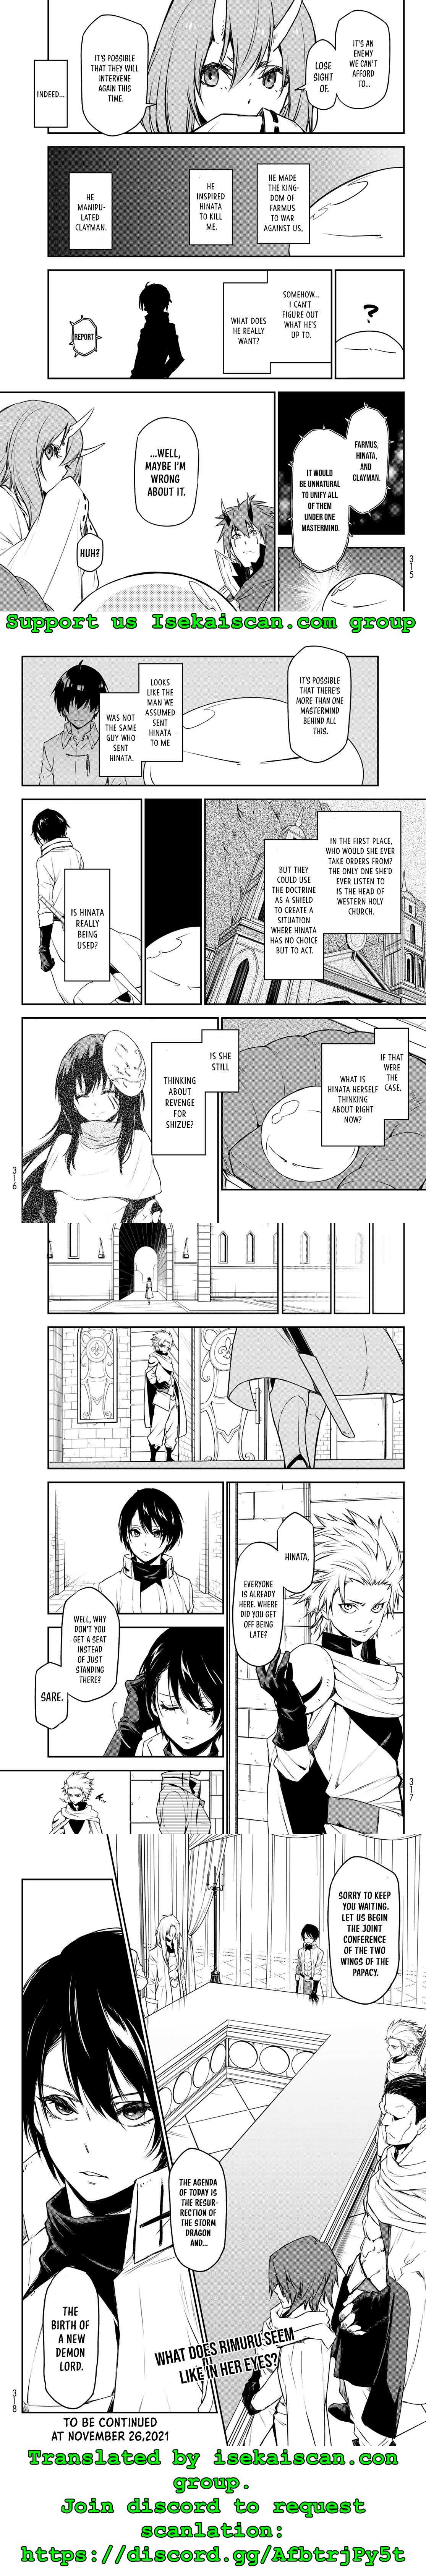 IT'S AN
ENEMY
WE CAN'T
AFFORD
TO...
LOSE
SIGHT
OF.
IT'S POSSIBLE
THAT THEY WILL
INTERVENE
AGAIN THIS
TIME.
INDEED...
HE MADE
THE KING-
DOM OF
FARMUS
TO WAR
AGAINST US.
HE
INSPIRED
HINATA
TO KILL
ME.
HE
MANIPU-
LATED
CLAYMAN.
?
SOMEHOW...
I CAN'T
FIGURE OUT
WHAT HE'S
UP TO.
WHAT DOES
HE REALLY
WANT?
REPORT
FARMUS,
HINATA,
AND
CLAYMAN.
IT WOULD
BE UNNATURAL
TO UNIFY ALL
OF THEM
UNDER ONE
MASTERMIND.
...WELL,
MAYBE I'M
WRONG
ABOUT IT.
HUH?
315
Support us Isekaiscan.com group
IT'S POSSIBLE
THAT THERE'S
MORE THAN ONE
MASTERMIND
BEHIND ALL
THIS.
LOOKS
LIKE THE MAN
WE ASSUMED
SENT
HINATA
TO ME
WAS NOT
THE SAME
GUY WHO
SENT
HINATA.
IN THE FIRST PLACE,
WHO WOULD SHE EVER
TAKE ORDERS FROM?
THE ONLY ONE SHE'D
EVER LISTEN TO
IS THE HEAD OF
WESTERN HOLY
CHURCH.
BUT THEY
COULD USE
THE DOCTRINE
AS A SHIELD
TO CREATE A
SITUATION
WHERE HINATA
HAS NO CHOICE
BUT TO ACT.
IS HINATA
REALLY
BEING
USED?
IF THAT
WERE
THE
CASE,
WHAT IS
HINATA HERSELF
THINKING
ABOUT RIGHT
NOW?
IS SHE
STILL
THINKING
ABOUT
REVENGE
FOR
SHIZUE?
316
HINATA,
EVERYONE
IS ALREADY
HERE. WHERE
DID YOU GET
OFF BEING
LATE?
WELL, WHY
DON'T YOU
GET A SEAT
INSTEAD
OF JUST
STANDING
THERE?
SARE.
317
SORRY TO KEEP
YOU WAITING.
LET US BEGIN
THE JOINT
CONFERENCE
OF THE TWO
WINGS OF THE
PAPACY.
THE AGENDA
OF TODAY IS
THE RESUR-
RECTION OF
THE STORM
DRAGON
AND...
THE
BIRTH OF
A NEW
DEMON
LORD.
WHAT DOES RIMURU SEEM
LIKE IN HER EYES?
318
TO BE CONTINUED
AT NOVEMBER 26,2021
Translated by isekaiscan.con
group.
Join discord to request
scanlation:
https://discord.gg/AfbtrjPy5t